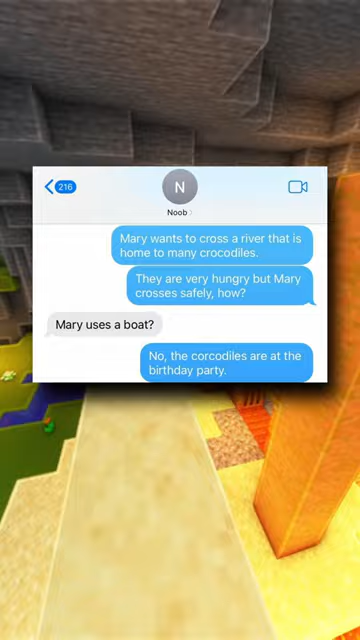 216
N
Noob
Mary wants to cross a river that is
home to many crocodiles.
They are very hungry but Mary
crosses safely, how?
Mary uses a boat?
No, the corcodiles are at the
birthday party.